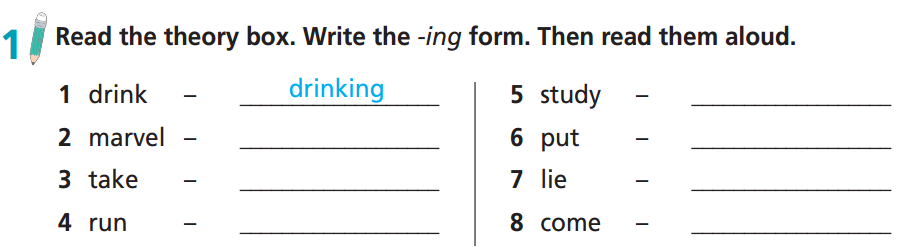 1 Read the theory box. Write the -ing form. Then read them aloud.
1 drink – drinking
2 marvel –
3 take –
4 run –
5 study –
6 put –
7 lie –
8 come –